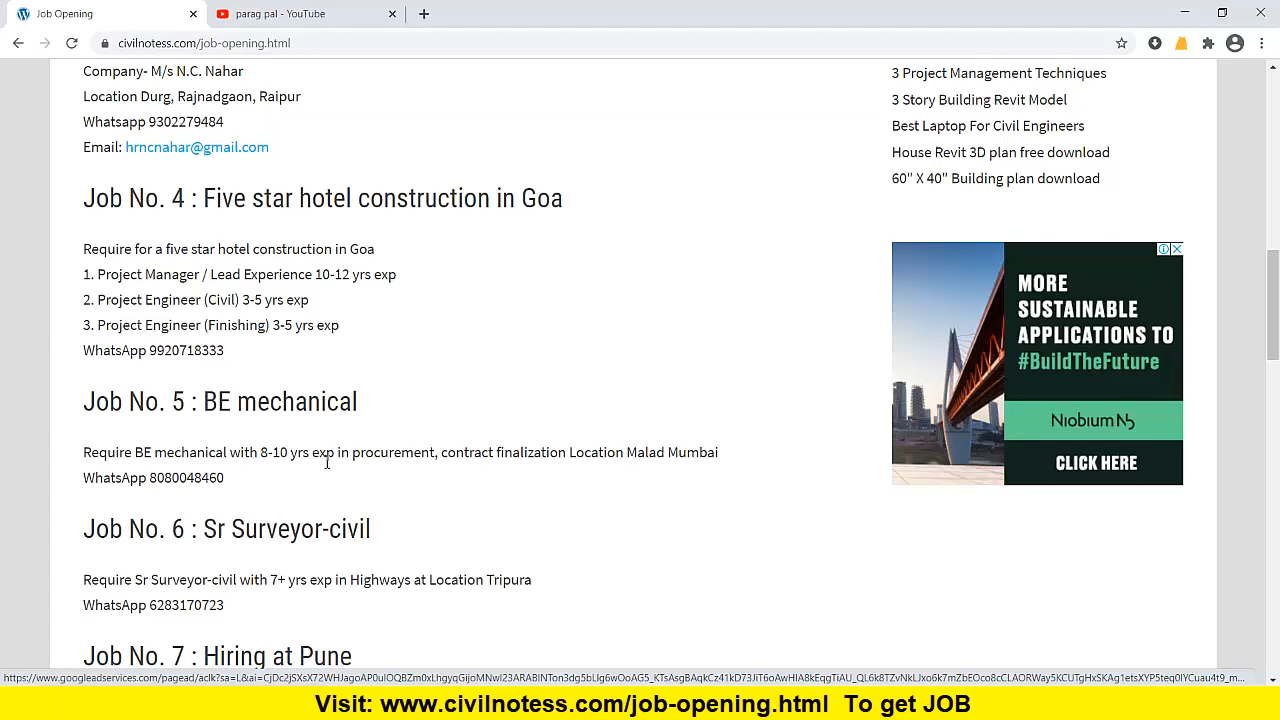 Job Opening
parag pal - YouTube
civilnotess.com/job-opening.html
Company- M/s N.C. Nahar
Location Durg, Rajnadgaon, Raipur
Whatsapp 9302279484
Email: hrncnahar@gmail.com
Job No. 4 : Five star hotel construction in Goa
Require for a five star hotel construction in Goa
1. Project Manager / Lead Experience 10-12 yrs exp
2. Project Engineer (Civil) 3-5 yrs exp
3. Project Engineer (Finishing) 3-5 yrs exp
WhatsApp 9920718333
Job No. 5 : BE mechanical
Require BE mechanical with 8-10 yrs exp in procurement, contract finalization Location Malad Mumbai
WhatsApp 8080048460
Job No. 6 : Sr Surveyor-civil
Require Sr Surveyor-civil with 7+ yrs exp in Highways at Location Tripura
WhatsApp 6283170723
Job No. 7 : Hiring at Pune
3 Project Management Techniques
3 Story Building Revit Model
Best Laptop For Civil Engineers
House Revit 3D plan free download
60" X 40" Building plan download
MORE
SUSTAINABLE
APPLICATIONS TO
#BuildTheFuture
Niobium N5
CLICK HERE
Visit: www.civilnotess.com/job-opening.html To get JOB